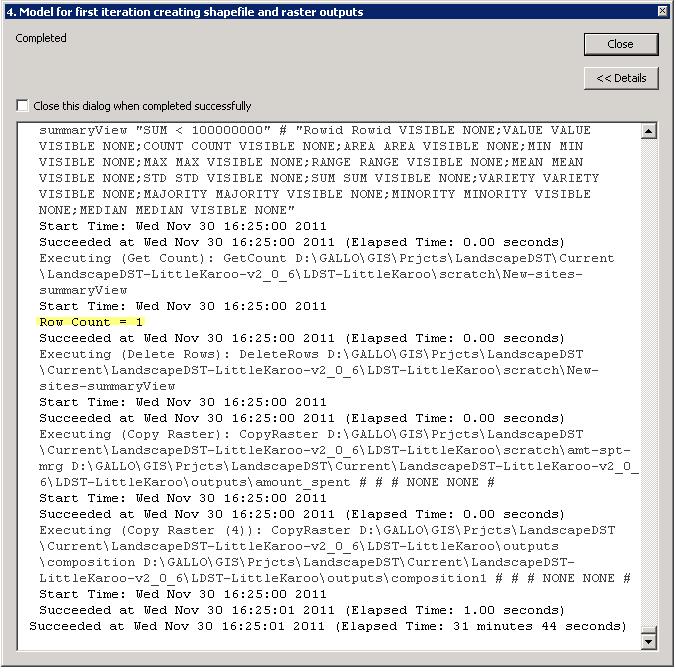 4. Model for first iteration creating shapefile and raster outputs
Completed
Close
<< Details
Close this dialog when completed successfully
summaryView "SUM < 100000000" # "Rowid Rowid VISIBLE NONE;VALUE VALUE
VISIBLE NONE;COUNT COUNT VISIBLE NONE;AREA AREA VISIBLE NONE;MIN MIN
VISIBLE NONE;MAX MAX VISIBLE NONE;RANGE RANGE VISIBLE NONE;MEAN MEAN
VISIBLE NONE;STD STD VISIBLE NONE;SUM SUM VISIBLE NONE;VARIETY VARIETY
VISIBLE NONE;MAJORITY MAJORITY VISIBLE NONE;MINORITY MINORITY VISIBLE
NONE;MEDIAN MEDIAN VISIBLE NONE"
Start Time: Wed Nov 30 16:25:00 2011
Succeeded at Wed Nov 30 16:25:00 2011 (Elapsed Time: 0.00 seconds)
Executing (Get Count): GetCount D:\GALLO\GIS\Prjcts\LandscapeDST\Current
\LandscapeDST-LittleKaroo-v2_0_6\LDST-LittleKaroo\scratch\New-sites-
summaryView
Start Time: Wed Nov 30 16:25:00 2011
Row Count = 1
Succeeded at Wed Nov 30 16:25:00 2011 (Elapsed Time: 0.00 seconds)
Executing (Delete Rows): DeleteRows D:\GALLO\GIS\Prjcts\LandscapeDST
\Current\LandscapeDST-LittleKaroo-v2_0_6\LDST-LittleKaroo\scratch\New-
sites-summaryView
Start Time: Wed Nov 30 16:25:00 2011
Succeeded at Wed Nov 30 16:25:00 2011 (Elapsed Time: 0.00 seconds)
Executing (Copy Raster): CopyRaster D:\GALLO\GIS\Prjcts\LandscapeDST
\Current\LandscapeDST-LittleKaroo-v2_0_6\LDST-LittleKaroo\scratch\amt-spt-
mrg D:\GALLO\GIS\Prjcts\LandscapeDST\Current\LandscapeDST-LittleKaroo-v2_0_
6\LDST-LittleKaroo\outputs\amount_spent # # # NONE NONE #
Start Time: Wed Nov 30 16:25:00 2011
Succeeded at Wed Nov 30 16:25:00 2011 (Elapsed Time: 0.00 seconds)
Executing (Copy Raster (4)): CopyRaster D:\GALLO\GIS\Prjcts\LandscapeDST
\Current\LandscapeDST-LittleKaroo-v2_0_6\LDST-LittleKaroo\outputs
\composition D:\GALLO\GIS\Prjcts\LandscapeDST\Current\LandscapeDST-
LittleKaroo-v2_0_6\LDST-LittleKaroo\outputs\composition1 # # # NONE NONE #
Start Time: Wed Nov 30 16:25:00 2011
Succeeded at Wed Nov 30 16:25:01 2011 (Elapsed Time: 1.00 seconds)
Succeeded at Wed Nov 30 16:25:01 2011 (Elapsed Time: 31 minutes 44 seconds)